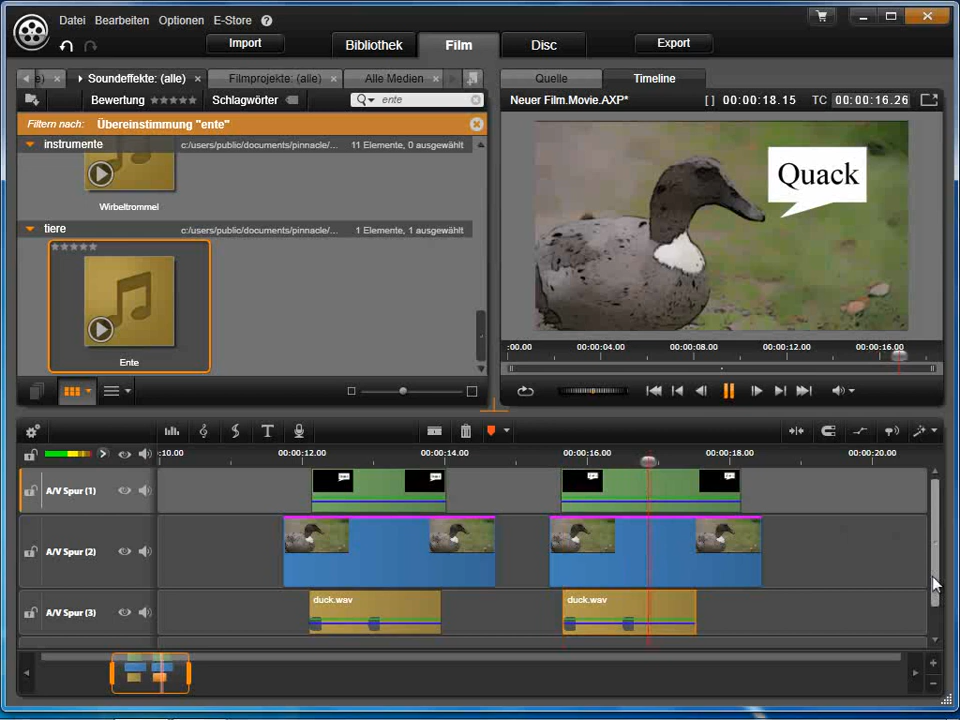 Datei Bearbeiten Optionen E-Store ?
Import Bibliothek Film Disc Export
e) × Soundeffekte: (alle) × Filmprojekte: (alle) × Alle Medien ×
Quelle Timeline
Bewertung Schlagwörter ente
Neuer Film.Movie.AXP* [ ] 00:00:18.15 TC 00:00:16.26
Filtern nach: Übereinstimmung "ente"
instrumente c:/users/public/documents/pinnacle/... 11 Elemente, 0 ausgewählt
Wirbeltrommel
tiere c:/users/public/documents/pinnacle/... 1 Elemente, 1 ausgewählt
Ente
Quack
:00.00 00:00:04.00 00:00:08.00 00:00:12.00 00:00:16.00
:10.00 00:00:12.00 00:00:14.00 00:00:16.00 00:00:18.00 00:00:20.00
A/V Spur (1)
A/V Spur (2)
A/V Spur (3)
duck.wav duck.wav